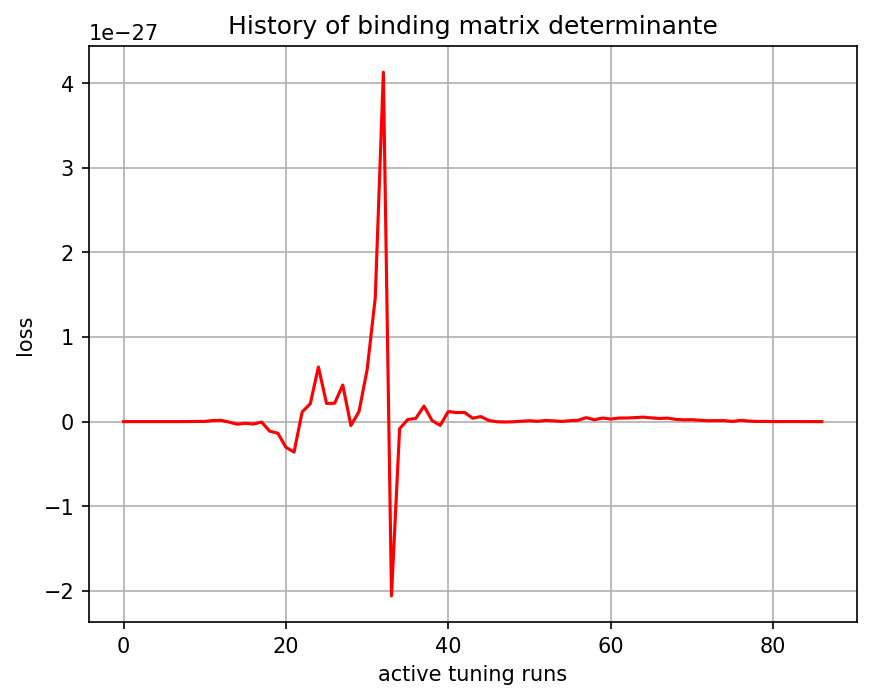 History of binding matrix determinante
1e−27
4
3
2
1
0
−1
−2
loss
0 20 40 60 80
active tuning runs